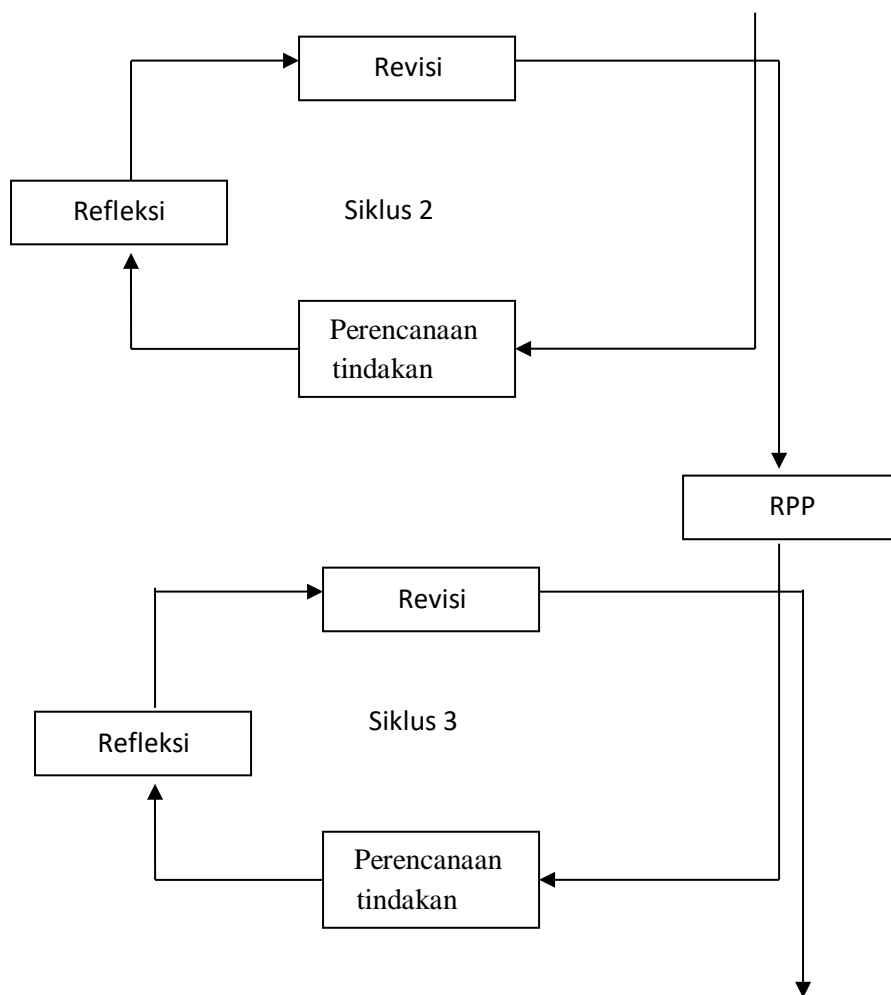 Revisi
Refleksi
Siklus 2
Perencanaan
tindakan
RPP
Revisi
Siklus 3
Refleksi
Perencanaan
tindakan